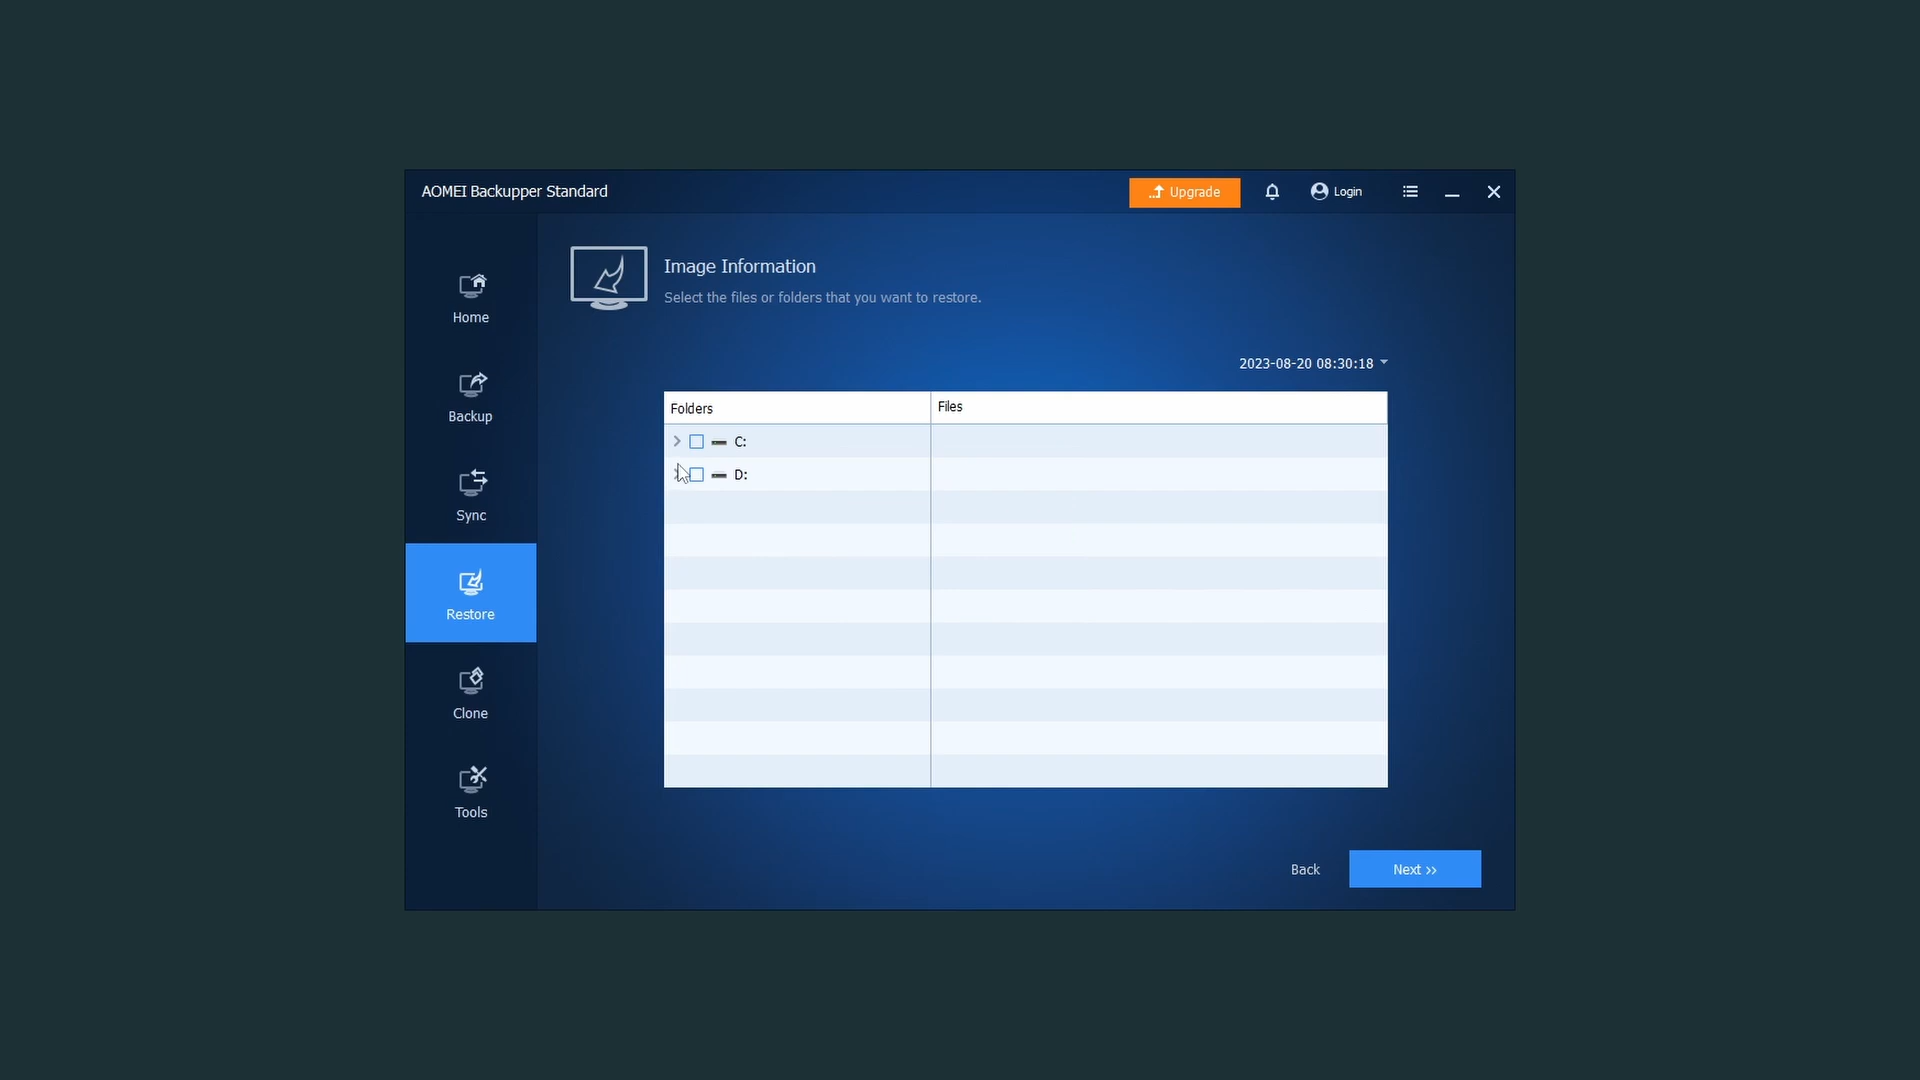 AOMEI Backupper Standard
Upgrade
Login
Image Information
Select the files or folders that you want to restore.
Home
Backup
Sync
Restore
Clone
Tools
2023-08-20 08:30:18
Folders
Files
C:
D:
Back
Next >>